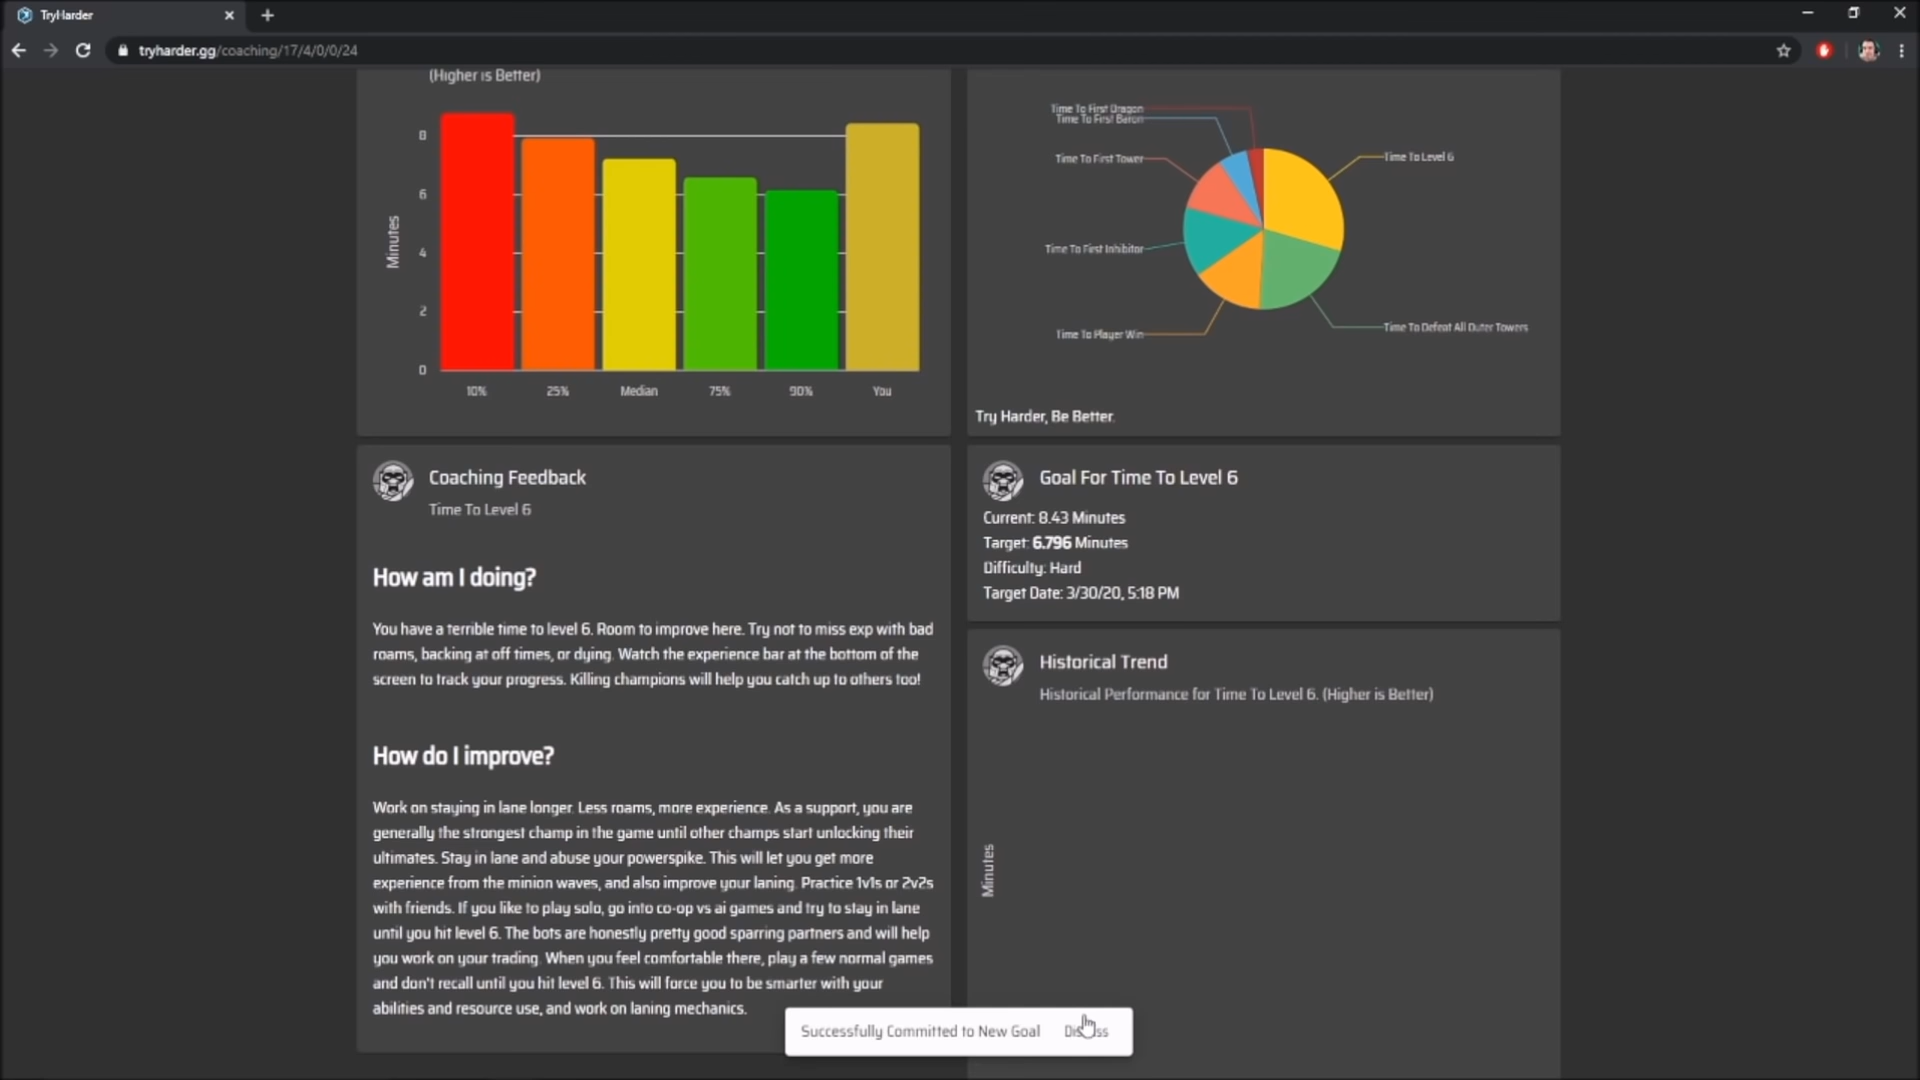 TryHarder
tryharder.gg/coaching/17/4/0/0/24
(Higher is Better)
Minutes
8
6
4
2
0
10%
25%
Median
75%
90%
You
Time To First Dragon
Time To First Baron
Time To First Tower
Time To First Inhibitor
Time To Player Win
Time To Level 6
Time To Defeat All Outer Towers
Try Harder, Be Better.
Coaching Feedback
Time To Level 6
How am I doing?
You have a terrible time to level 6. Room to improve here. Try not to miss exp with bad
roams, backing at off times, or dying. Watch the experience bar at the bottom of the
screen to track your progress. Killing champions will help you catch up to others too!
How do I improve?
Work on staying in lane longer. Less roams, more experience. As a support, you are
generally the strongest champ in the game until other champs start unlocking their
ultimates. Stay in lane and abuse your powerspike. This will let you get more
experience from the minion waves, and also improve your laning. Practice 1v1s or 2v2s
with friends. If you like to play solo, go into co-op vs ai games and try to stay in lane
until you hit level 6. The bots are honestly pretty good sparring partners and will help
you work on your trading. When you feel comfortable there, play a few normal games
and don't recall until you hit level 6. This will force you to be smarter with your
abilities and resource use, and work on laning mechanics.
Goal For Time To Level 6
Current: 8.43 Minutes
Target: 6.796 Minutes
Difficulty: Hard
Target Date: 3/30/20, 5:18 PM
Historical Trend
Historical Performance for Time To Level 6. (Higher is Better)
Minutes
Successfully Committed to New Goal